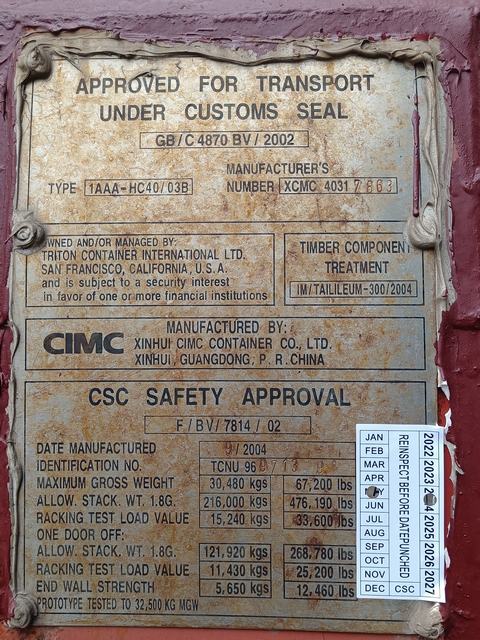 APPROVED FOR TRANSPORT
UNDER CUSTOMS SEAL
GB/C 4870 BV/2002
TYPE 1AAA-HC40/03B
MANUFACTURER'S
NUMBER XCMC 4031 7863
OWNED AND/OR MANAGED BY:
TRITON CONTAINER INTERNATIONAL LTD.
SAN FRANCISCO, CALIFORNIA, U.S.A.
and is subject to a security interest
in favor of one or more financial institutions
TIMBER COMPONENT
TREATMENT
IM/TAILILEUM-300/2004
CIMC
MANUFACTURED BY:
XINHUI CIMC CONTAINER CO., LTD.
XINHUI, GUANGDONG, P.R.CHINA
CSC SAFETY APPROVAL
F/BV/7814/02
DATE MANUFACTURED 9/2004
IDENTIFICATION NO. TCNU
MAXIMUM GROSS WEIGHT 30,480 kgs 67,200 lbs
ALLOW. STACK. WT. 1.8G. 216,000 kgs 476,190 lbs
RACKING TEST LOAD VALUE 15,240 kgs 33,600 lbs
ONE DOOR OFF:
ALLOW. STACK. WT. 1.8G. 121,920 kgs 268,780 lbs
RACKING TEST LOAD VALUE 11,430 kgs 25,200 lbs
END WALL STRENGTH 5,650 kgs 12,460 lbs
PROTOTYPE TESTED TO 32,500 KG MGW
JAN
FEB
MAR
APR
JUN
JUL
AUG
SEP
OCT
NOV
DEC
CSC
REINSPECT BEFORE DATEPUNCHED
2022 2023 2025 2026 2027